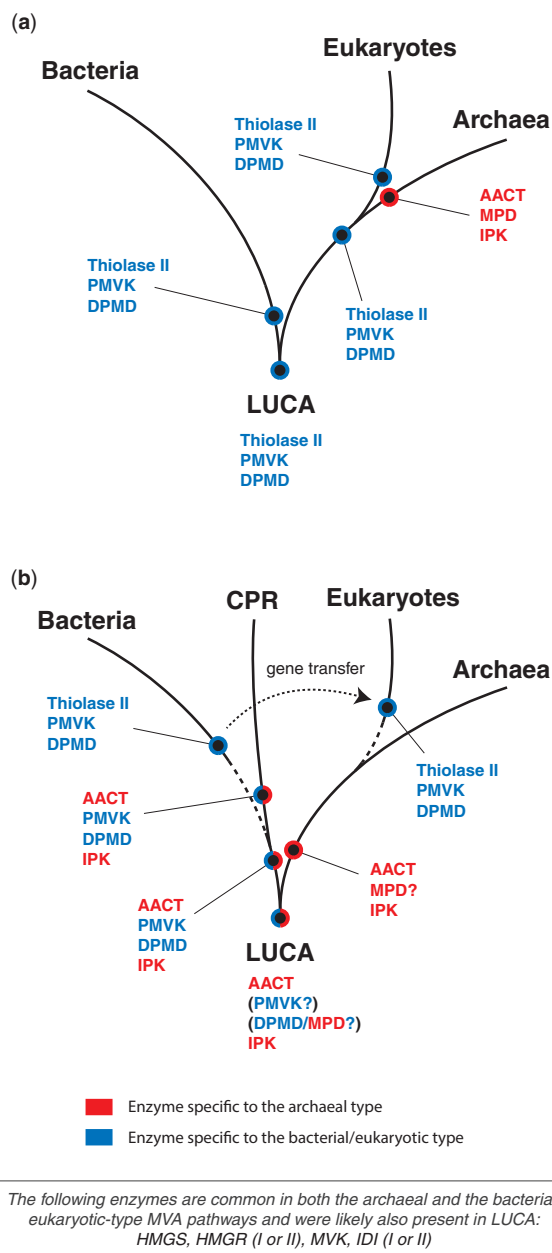 (a)
Eukaryotes
Bacteria
Archaea
Thiolase II
PMVK
DPMD
AACT
MPD
IPK
Thiolase II
PMVK
DPMD
Thiolase II
PMVK
DPMD
LUCA
Thiolase II
PMVK
DPMD
(b)
CPR
Eukaryotes
Bacteria
Archaea
gene transfer
Thiolase II
PMVK
DPMD
Thiolase II
PMVK
DPMD
AACT
PMVK
DPMD
IPK
AACT
MPD?
IPK
AACT
PMVK
DPMD
IPK
LUCA
AACT
(PMVK?)
(DPMD/MPD?)
IPK
Enzyme specific to the archaeal type
Enzyme specific to the bacterial/eukaryotic type
The following enzymes are common in both the archaeal and the bacteria
eukaryotic-type MVA pathways and were likely also present in LUCA:
HMGS, HMGR (I or II), MVK, IDI (I or II)